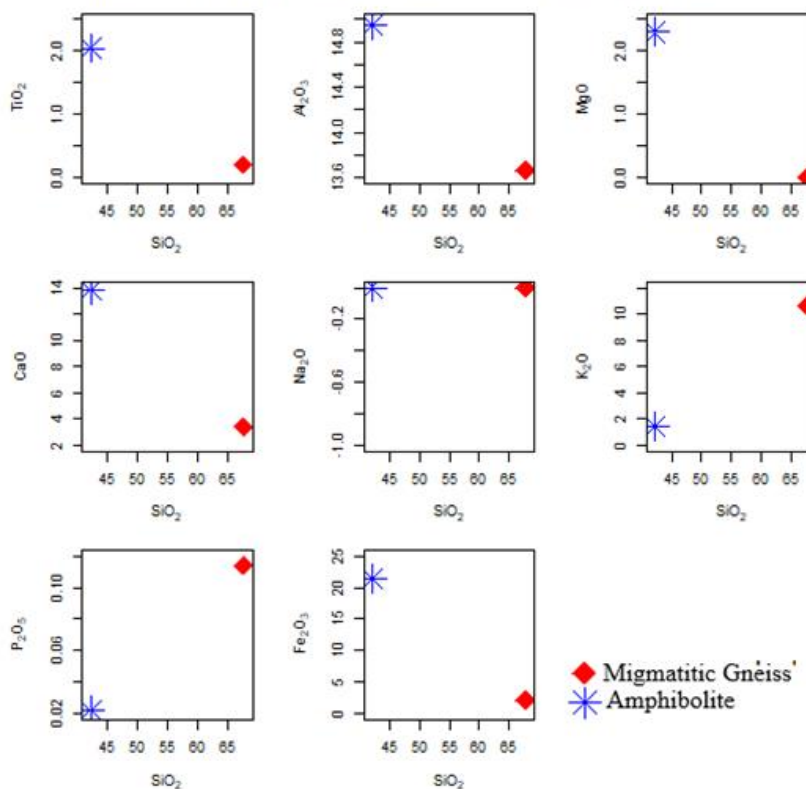 TiO₂
2.0
1.0
0.0
45 50 55 60 65
SiO₂
Al₂O₃
14.8
14.4
14.0
13.6
45 50 55 60 65
SiO₂
MgO
2.0
1.0
0.0
45 50 55 60 65
SiO₂
CaO
14
12
10
8
6
4
2
45 50 55 60 65
SiO₂
Na₂O
-0.2
-0.6
-1.0
45 50 55 60 65
SiO₂
K₂O
10
8
6
4
2
0
45 50 55 60 65
SiO₂
P₂O₅
0.10
0.06
0.02
45 50 55 60 65
SiO₂
Fe₂O₃
25
20
15
10
5
0
45 50 55 60 65
SiO₂
Migmatitic Gneiss
Amphibolite